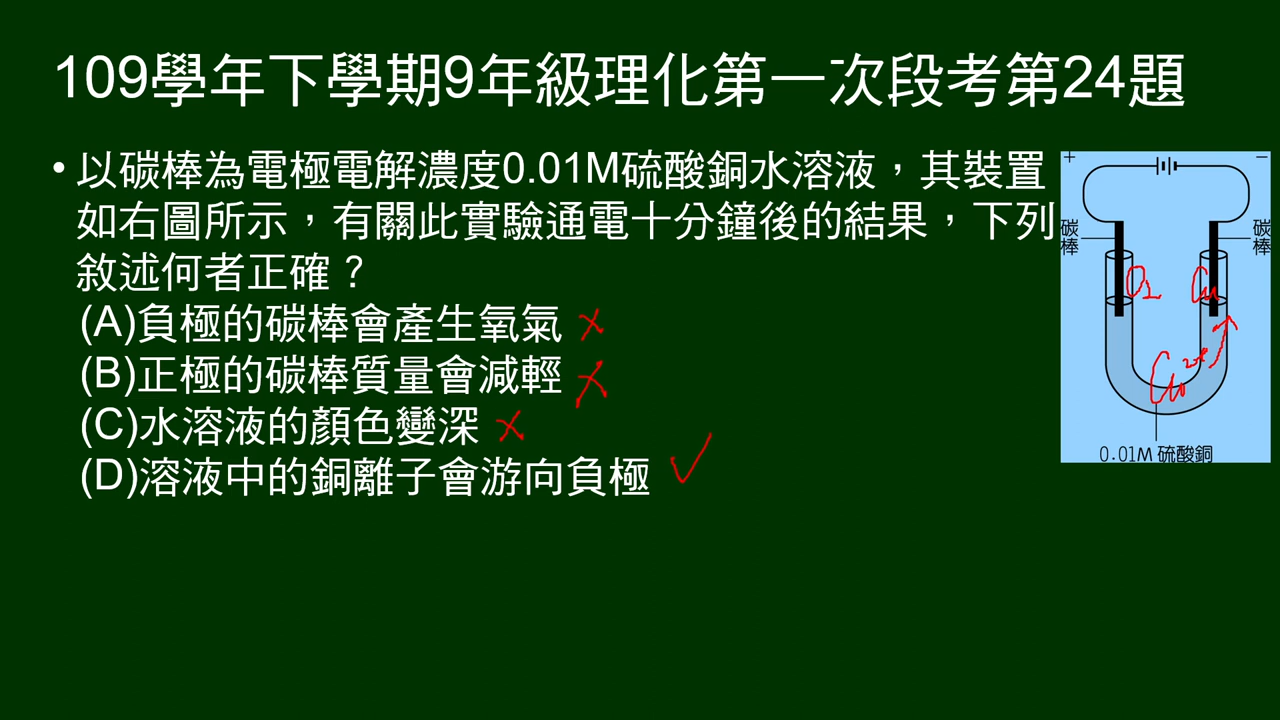 109學年下學期9年級理化第一次段考第24題
• 以碳棒為電極電解濃度0.01M硫酸銅水溶液，其裝置
如右圖所示，有關此實驗通電十分鐘後的結果，下列
敘述何者正確？
(A)負極的碳棒會產生氧氣 ×
(B)正極的碳棒質量會減輕 ×
(C)水溶液的顏色變深 ×
(D)溶液中的銅離子會游向負極 ✓
+ −
碳棒 碳棒
O2 Cu
Cu2+
0.01M 硫酸銅